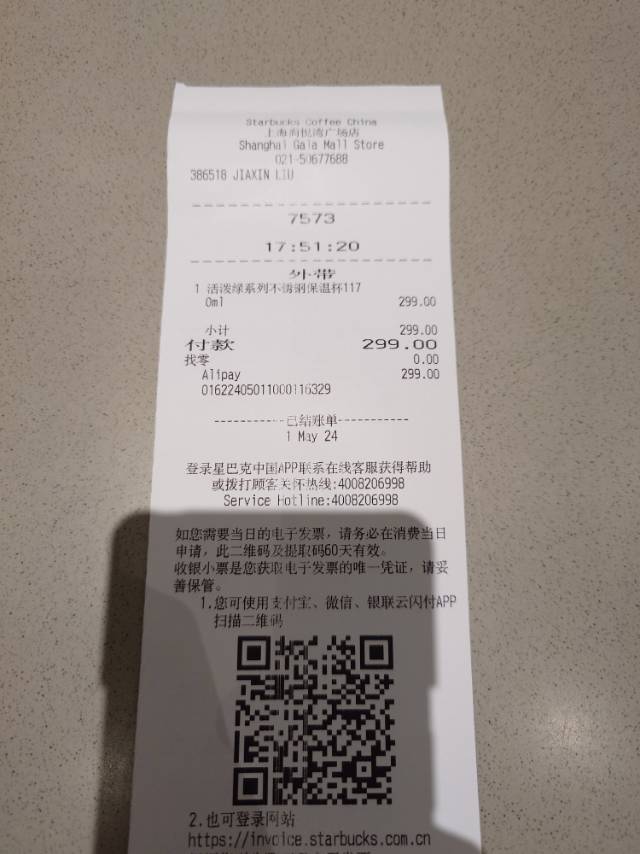 Starbucks Coffee China
上海尚悦湾广场店
Shanghai Gala Mall Store
021-50677688
386518 JIAXIN LIU
7573
17:51:20
外带
1 活泼绿系列不锈钢保温杯117
0ml 299.00
小计 299.00
付款 299.00
找零 0.00
Alipay 299.00
01622405011000116329
已结账单
1 May 24
登录星巴克中国APP联系在线客服获得帮助
或拨打顾客关怀热线:4008206998
Service Hotline:4008206998
如您需要当日的电子发票，请务必在消费当日
申请，此二维码及提取码60天有效。
收银小票是您获取电子发票的唯一凭证，请妥
善保管。
1.您可使用支付宝、微信、银联云闪付APP
扫描二维码
2.也可登录网站
https://invoice.starbucks.com.cn